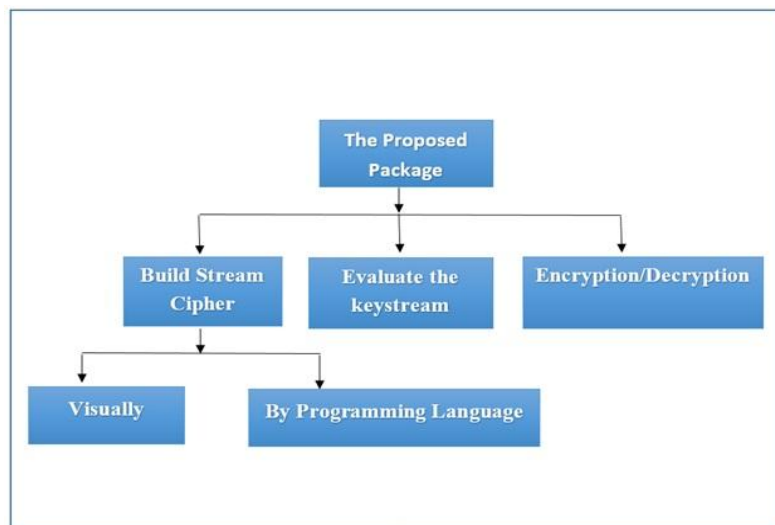 The Proposed
Package
Build Stream
Cipher
Evaluate the
keystream
Encryption/Decryption
Visually
By Programming Language